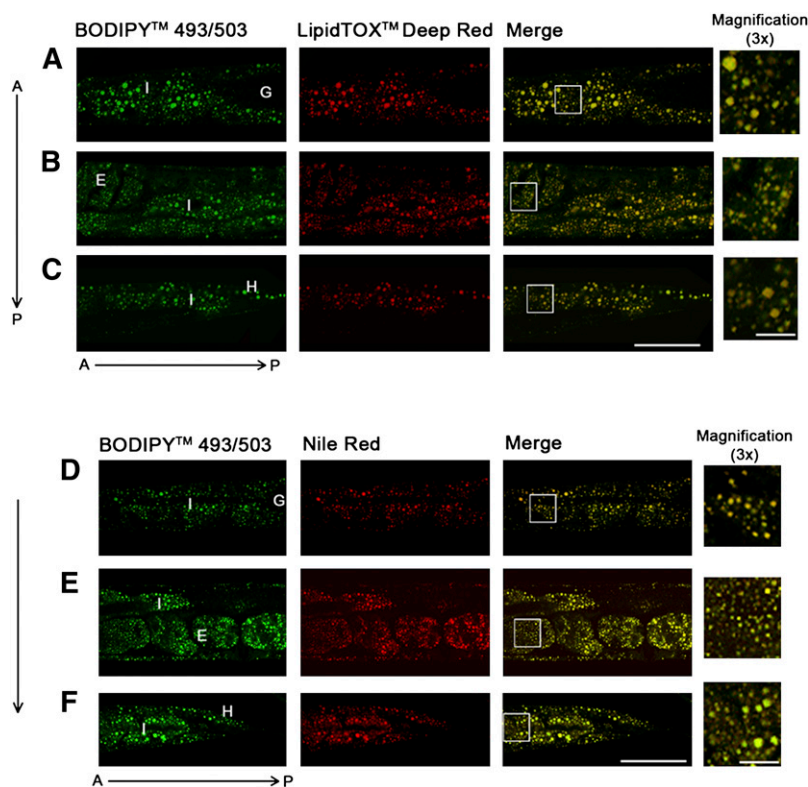 BODIPY™ 493/503 LipidTOX™ Deep Red Merge Magnification (3x)
A
A
I
G
B
E
I
C
I
H
P
A P
BODIPY™ 493/503 Nile Red Merge Magnification (3x)
D
I
G
E
I
E
F
I
H
A P